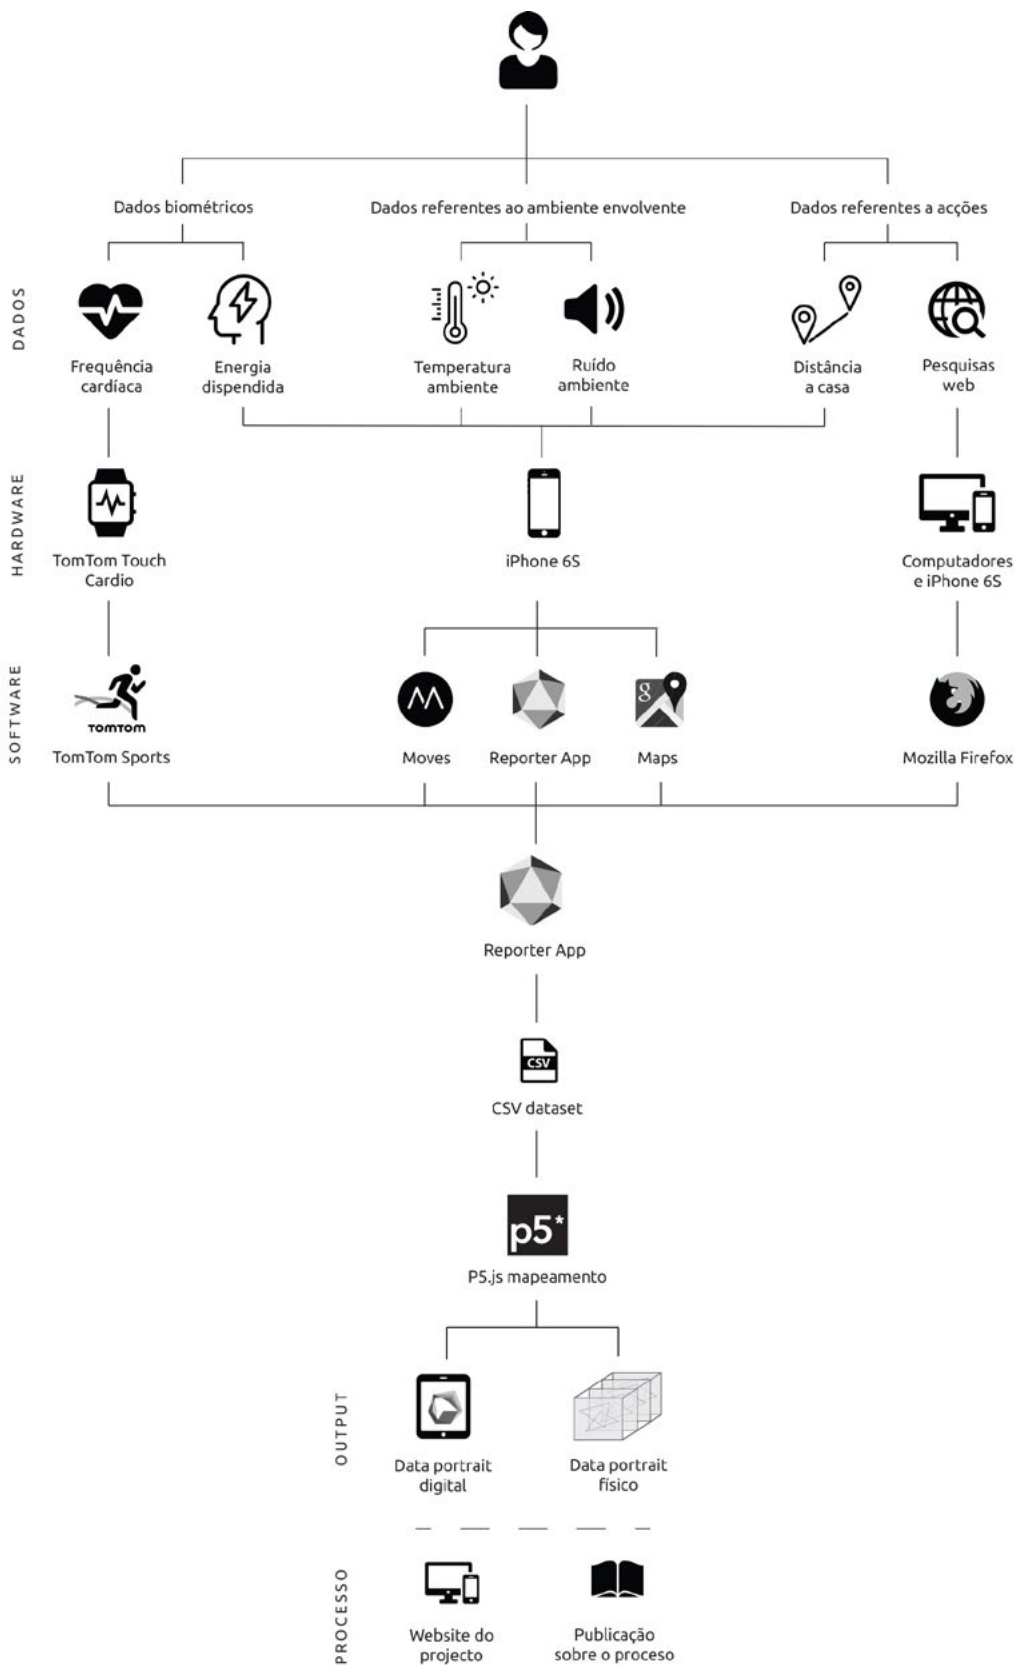 Dados biométricos
Dados referentes ao ambiente envolvente
Dados referentes a acções
DADOS
Frequência
cardíaca
Energia
dispendida
Temperatura
ambiente
Ruído
ambiente
Distância
a casa
Pesquisas
web
HARDWARE
TomTom Touch
Cardio
iPhone 6S
Computadores
e iPhone 6S
SOFTWARE
TOMTOM
g
TomTom Sports
Moves
Reporter App
Maps
Mozilla Firefox
Reporter App
CSV
CSV dataset
p5*
P5.js mapeamento
OUTPUT
Data portrait
digital
Data portrait
físico
PROCESSO
Website do
projecto
Publicação
sobre o proceso